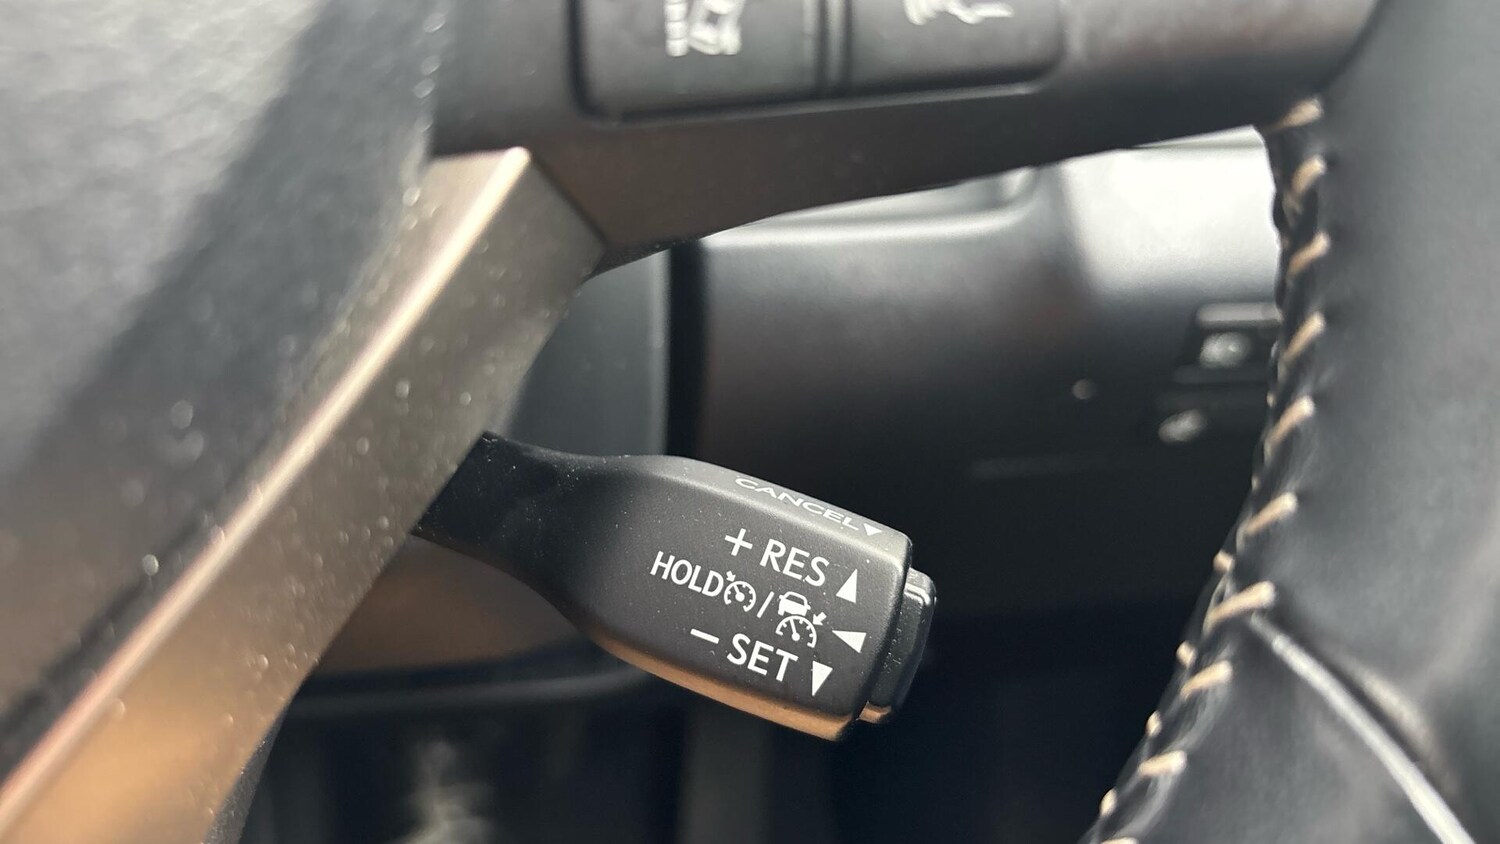 CANCEL▼
+ RES ▲
HOLD / ◀
− SET ▼